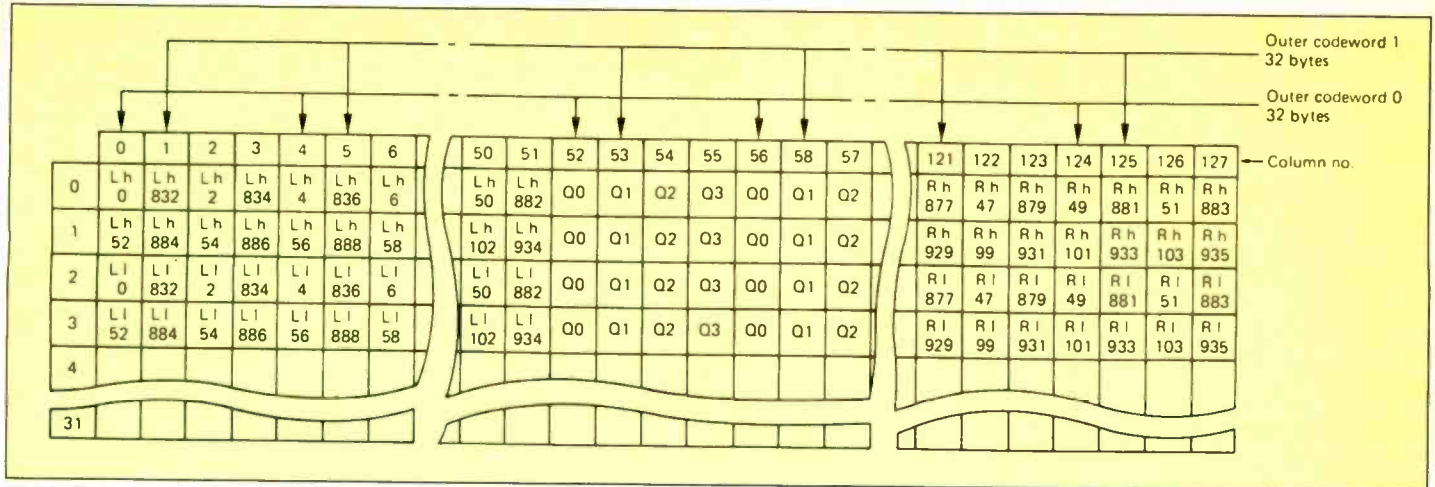 Outer codeword 1
32 bytes
Outer codeword 0
32 bytes
0 1 2 3 4 5 6 50 51 52 53 54 55 56 58 57 121 122 123 124 125 126 127 Column no.
0 Lh Lh Lh Lh Lh Lh Lh Lh Lh Q0 Q1 Q2 Q3 Q0 Q1 Q2 Rh Rh Rh Rh Rh Rh Rh
0 832 2 834 4 836 6 50 882 877 47 879 49 881 51 883
1 Lh Lh Lh Lh Lh Lh Lh Lh Lh Q0 Q1 Q2 Q3 Q0 Q1 Q2 Rh Rh Rh Rh Rh Rh Rh
52 884 54 886 56 888 58 102 934 929 99 931 101 933 103 935
2 Ll Ll Ll Ll Ll Ll Ll Ll Ll Q0 Q1 Q2 Q3 Q0 Q1 Q2 Rl Rl Rl Rl Rl Rl Rl
0 832 2 834 4 836 6 50 882 877 47 879 49 881 51 883
3 Ll Ll Ll Ll Ll Ll Ll Ll Ll Q0 Q1 Q2 Q3 Q0 Q1 Q2 Rl Rl Rl Rl Rl Rl Rl
52 884 54 886 56 888 58 102 934 929 99 931 101 933 103 935
4
31